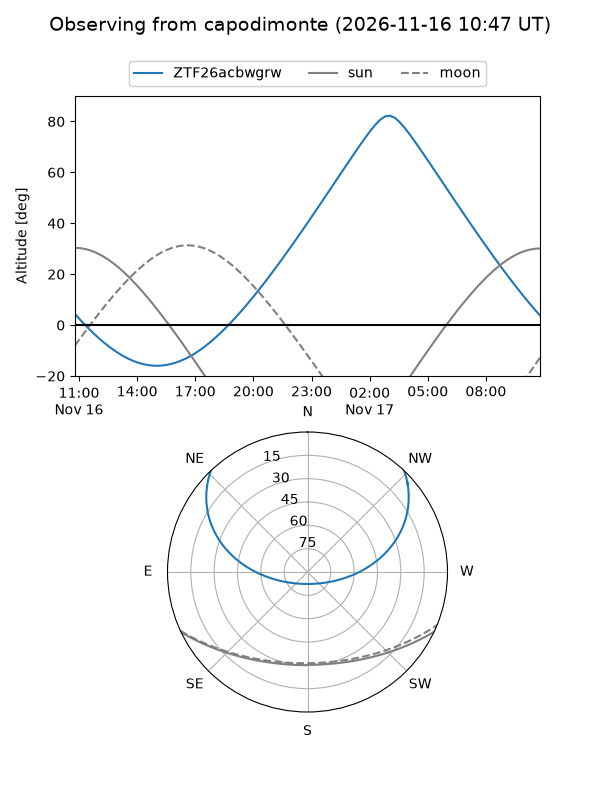 Observing from capodimonte (2026-11-16 10:47 UT)
ZTF26acbwgrw sun moon
Altitude [deg]
80
60
40
20
0
−20
11:00 14:00 17:00 20:00 23:00 02:00 05:00 08:00
Nov 16 Nov 17
N
NE NW
15
30
45
60
75
E W
SE SW
S